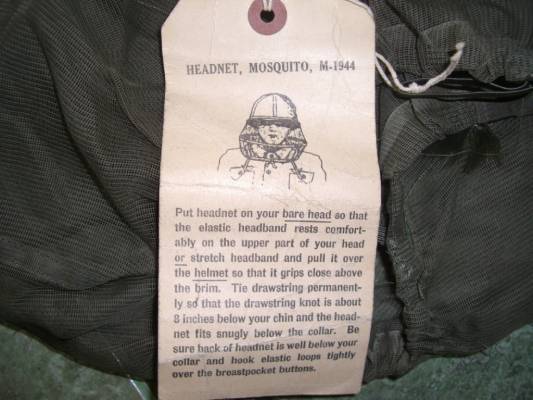 HEADNET, MOSQUITO, M-1944
Put headnet on your bare head so that
the elastic headband rests comfort-
ably on the upper part of your head
or stretch headband and pull it over
the helmet so that it grips close above
the brim. Tie drawstring permanent-
ly so that the drawstring knot is about
8 inches below your chin and the head-
net fits snugly below the collar. Be
sure back of headnet is well below your
collar and hook elastic loops tightly
over the breastpocket buttons.